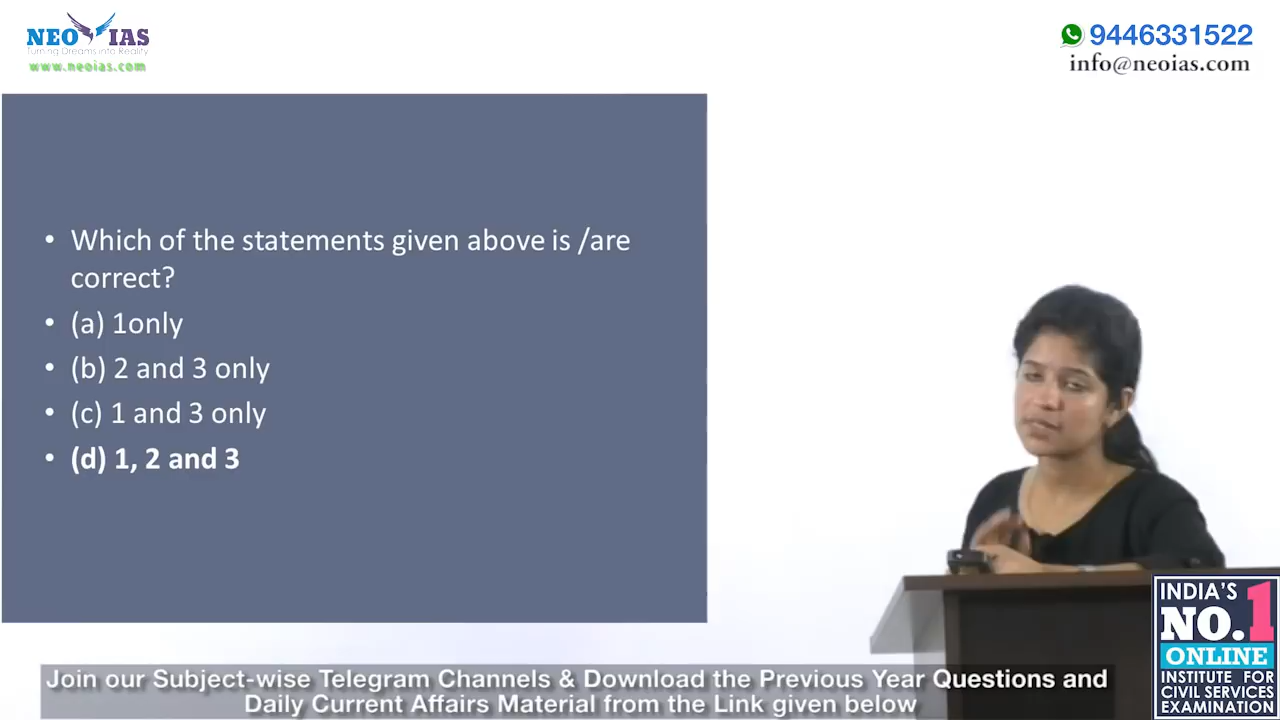 NEO IAS
Turning Dreams into Reality
www.neoias.com
9446331522
info@neoias.com
• Which of the statements given above is /are
correct?
• (a) 1only
• (b) 2 and 3 only
• (c) 1 and 3 only
• (d) 1, 2 and 3
INDIA'S
NO.1
ONLINE
INSTITUTE FOR
CIVIL SERVICES
EXAMINATION
Join our Subject-wise Telegram Channels & Download the Previous Year Questions and
Daily Current Affairs Material from the Link given below